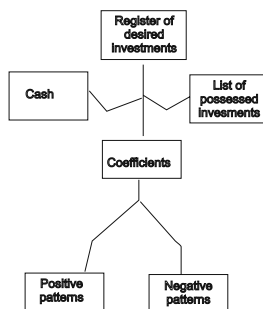 Register of
desired
investments
Cash
List of
possessed
invesments
Coefficients
Positive
patterns
Negative
patterns